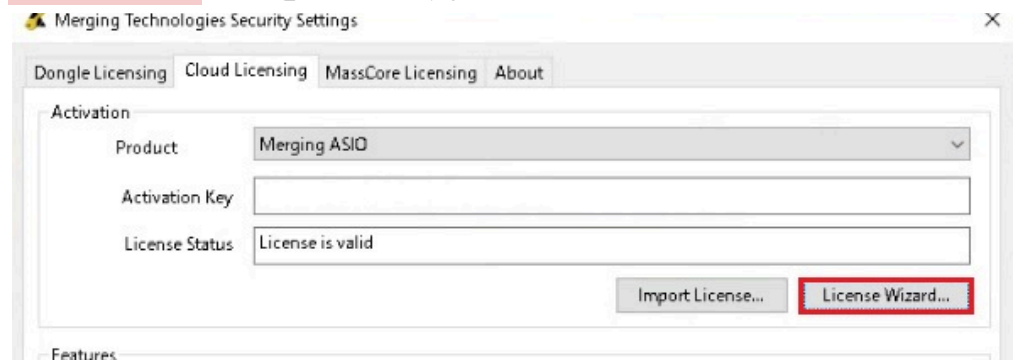 Merging Technologies Security Settings
Dongle Licensing Cloud Licensing MassCore Licensing About
Activation
Product Merging ASIO
Activation Key
License Status License is valid
Import License... License Wizard...
Features